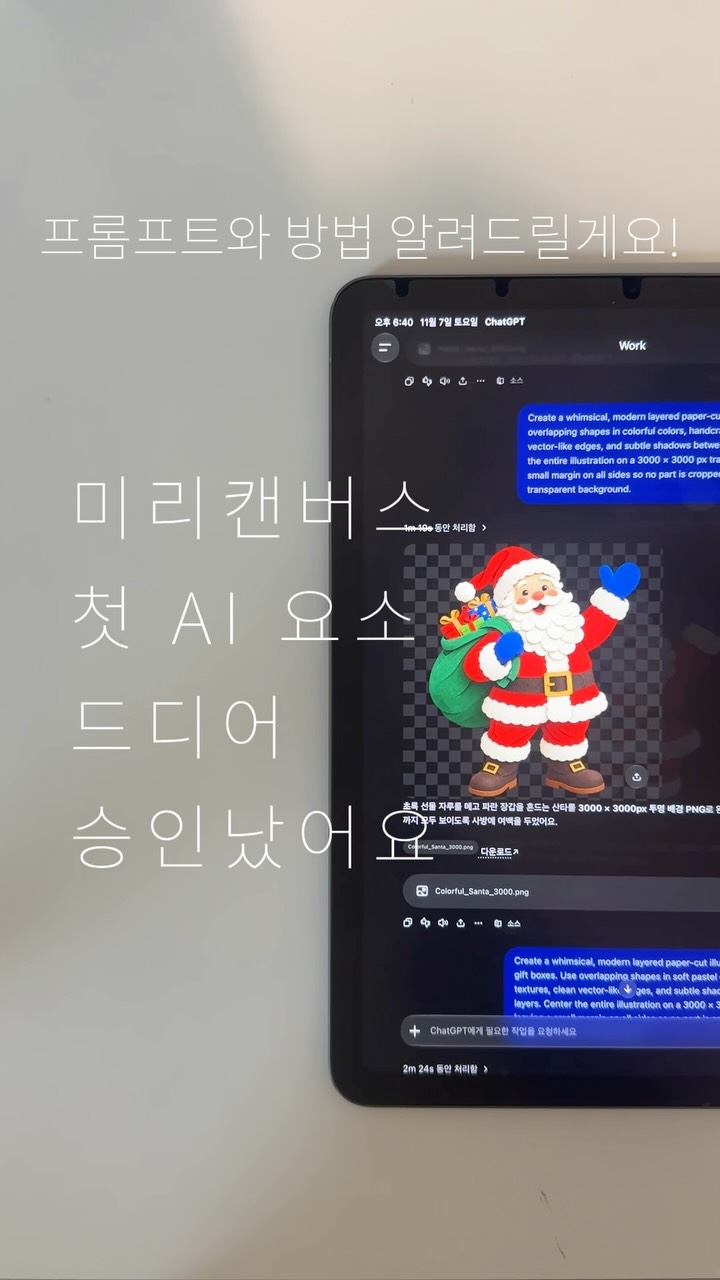 프롬프트와 방법 알려드릴게요!
미리캔버스
첫 AI 요소
드디어
승인났어요
오후 6:40 11월 7일 토요일 ChatGPT
Work
소스
Create a whimsical, modern layered paper-cu
overlapping shapes in colorful colors, handcra
vector-like edges, and subtle shadows betwe
the entire illustration on a 3000 × 3000 px tra
small margin on all sides so no part is cropped
transparent background.
1m 10s 동안 처리함
초록 선물 자루를 메고 파란 장갑을 흔드는 산타를 3000 × 3000px 투명 배경 PNG로
까지 모두 보이도록 사방에 여백을 두었어요.
Colorful_Santa_3000.png 다운로드
Colorful_Santa_3000.png
소스
Create a whimsical, modern layered paper-cut illu
gift boxes. Use overlapping shapes in soft pastel
textures, clean vector-like edges, and subtle shad
layers. Center the entire illustration on a 3000 × 3
ChatGPT에게 필요한 작업을 요청하세요
2m 24s 동안 처리함